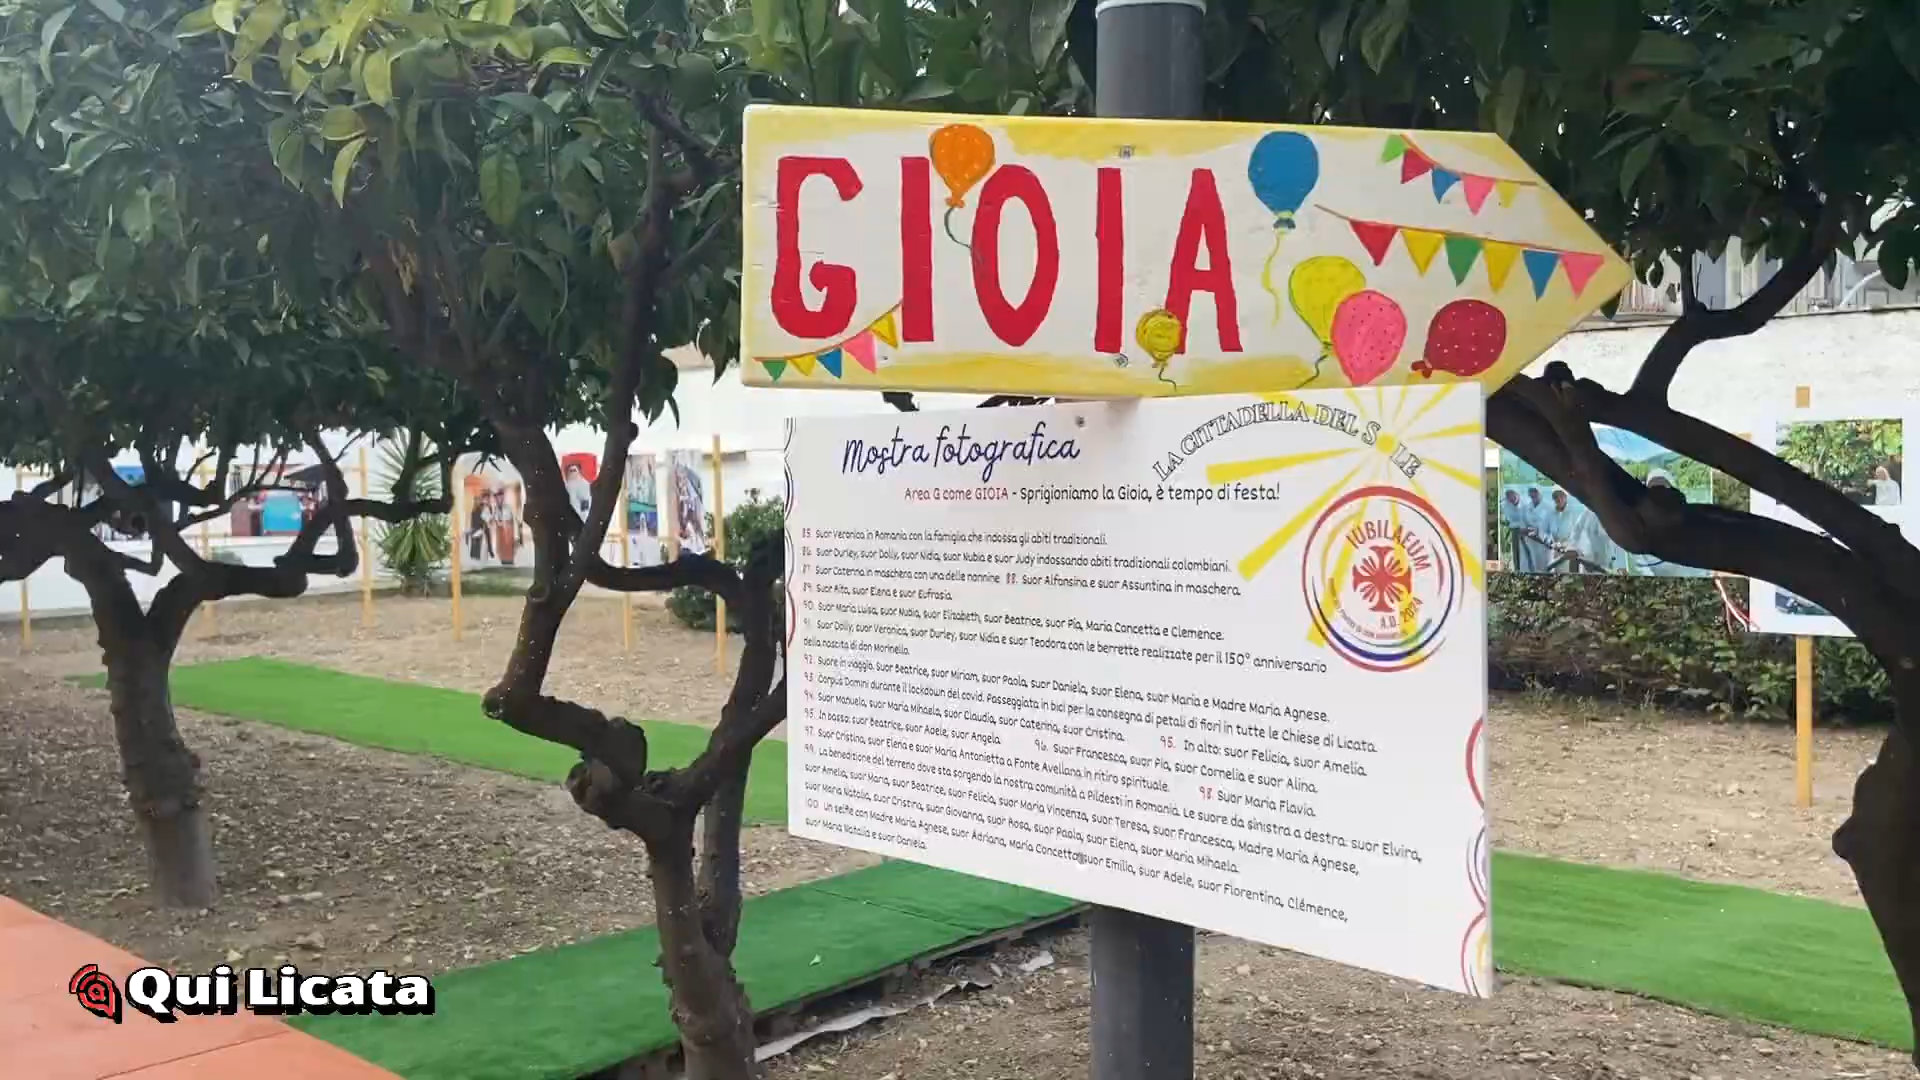 GIOIA
Mostra fotografica
LA CITTADELLA DEL S LE
Area G come GIOIA - Sprigioniamo la Gioia, è tempo di festa!
IUBILAEUM
A.D. 2024
85. Suor Veronica in Romania con la famiglia che indossa gli abiti tradizionali.
86. Suor Durley, suor Dolly, suor Nidia, suor Nubia e suor Judy indossando abiti tradizionali colombiani.
87. Suor Caterina in maschera con una delle nonnine. 88. Suor Alfonsina e suor Assuntina in maschera.
89. Suor Rita, suor Elena e suor Eufrasia.
90. Suor Maria Luisa, suor Nubia, suor Elizabeth, suor Beatrice, suor Pia, Maria Concetta e Clemence.
91. Suor Dolly, suor Veronica, suor Durley, suor Nidia e suor Teodora con le berrette realizzate per il 150° anniversario
della nascita di don Morinello.
92. Suore in viaggio. Suor Beatrice, suor Miriam, suor Paola, suor Daniela, suor Elena, suor Maria e Madre Maria Agnese.
93. Corpus Domini durante il lockdown del covid. Passeggiata in bici per la consegna di petali di fiori in tutte le Chiese di Licata.
94. Suor Manuela, suor Maria Mihaela, suor Claudia, suor Caterina, suor Cristina. 95. In alto: suor Felicia, suor Amelia.
95. In basso: suor Beatrice, suor Adele, suor Angela. 96. Suor Francesca, suor Pia, suor Cornelia e suor Alina.
97. Suor Cristina, suor Elena e suor Maria Antonietta a Fonte Avellana in ritiro spirituale. 98. Suor Maria Flavia.
99. La benedizione del terreno dove sta sorgendo la nostra comunità a Pildesti in Romania. Le suore da sinistra a destra: suor Elvira,
suor Amelia, suor Maria, suor Beatrice, suor Felicia, suor Maria Vincenza, suor Teresa, suor Francesca, Madre Maria Agnese,
suor Maria Natalia, suor Cristina, suor Giovanna, suor Rosa, suor Paola, suor Elena, suor Maria Mihaela.
100. Un selfie con Madre Maria Agnese, suor Adriana, Maria Concetta, suor Emilia, suor Adele, suor Florentina, Clémence,
suor Maria Natalia e suor Daniela.
Qui Licata